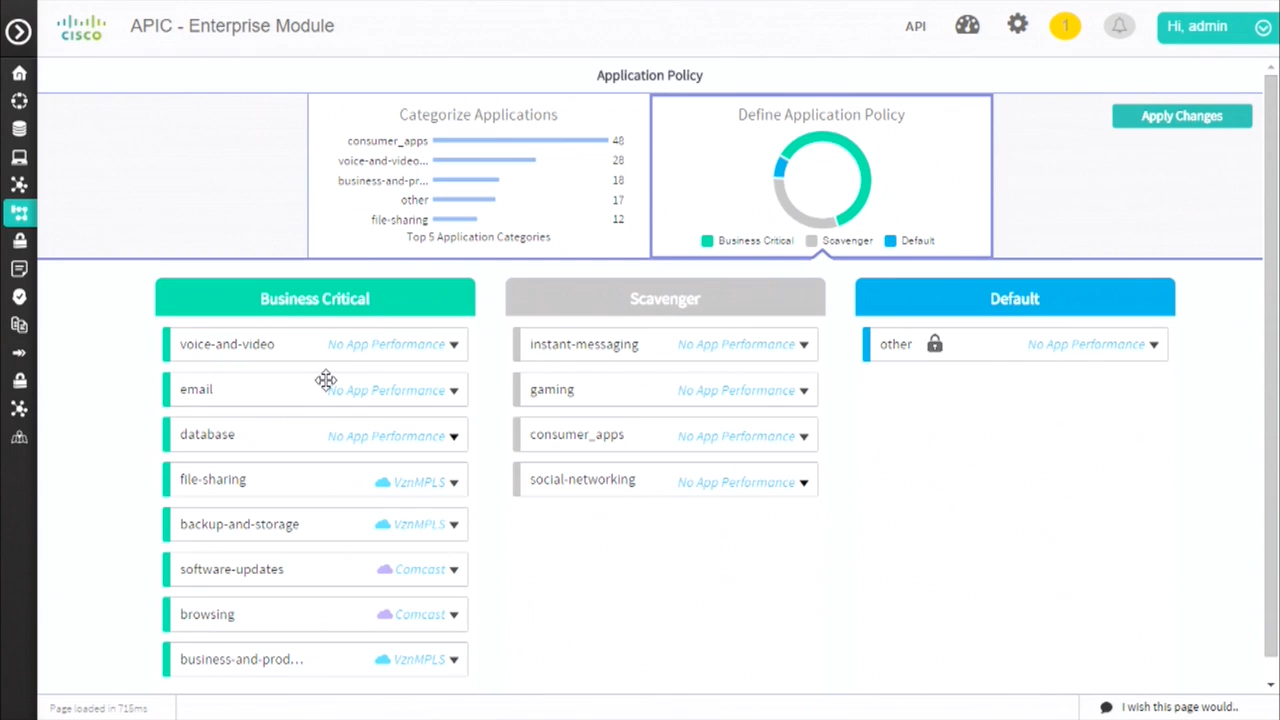 CISCO APIC - Enterprise Module API 1 Hi, admin
Application Policy
Categorize Applications
consumer_apps 48
voice-and-video... 28
business-and-pr... 18
other 17
file-sharing 12
Top 5 Application Categories
Define Application Policy
Business Critical Scavenger Default
Apply Changes
Business Critical
voice-and-video No App Performance
email No App Performance
database No App Performance
file-sharing VznMPLS
backup-and-storage VznMPLS
software-updates Comcast
browsing Comcast
business-and-prod... VznMPLS
Scavenger
instant-messaging No App Performance
gaming No App Performance
consumer_apps No App Performance
social-networking No App Performance
Default
other No App Performance
Page loaded in 715ms
I wish this page would..